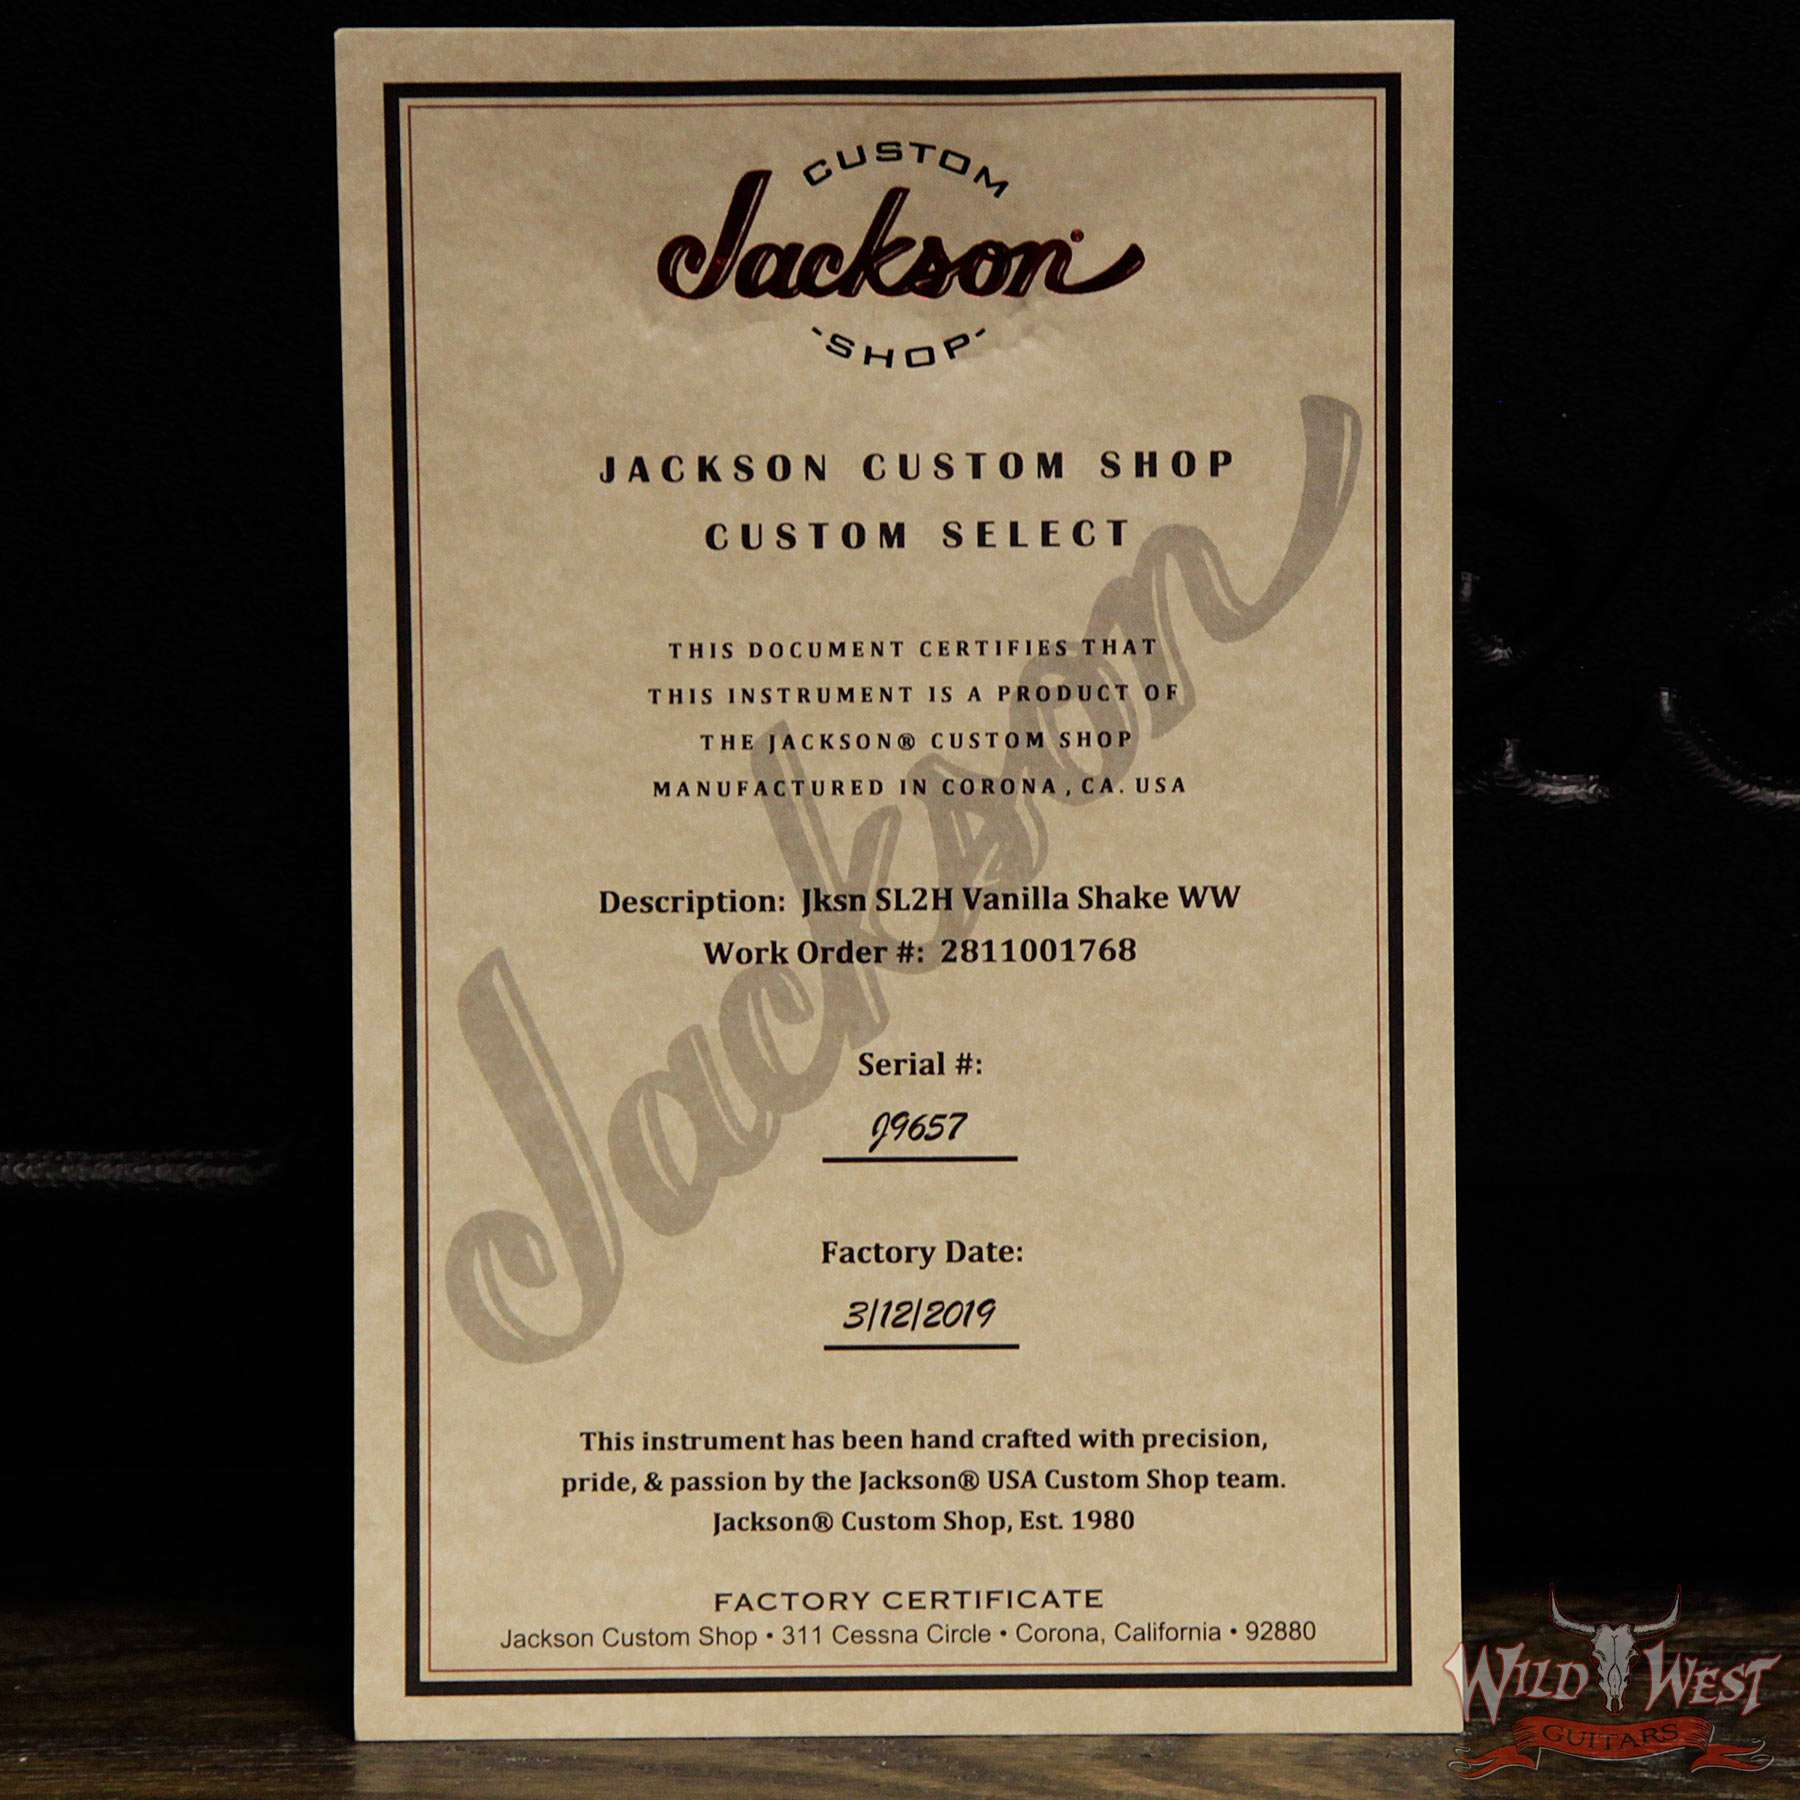 CUSTOM
Jackson®
-SHOP-
JACKSON CUSTOM SHOP
CUSTOM SELECT
THIS DOCUMENT CERTIFIES THAT
THIS INSTRUMENT IS A PRODUCT OF
THE JACKSON® CUSTOM SHOP
MANUFACTURED IN CORONA, CA. USA
Jackson
Description: Jksn SL2H Vanilla Shake WW
Work Order #: 2811001768
Serial #:
J9657
Factory Date:
3/12/2019
This instrument has been hand crafted with precision,
pride, & passion by the Jackson® USA Custom Shop team.
Jackson® Custom Shop, Est. 1980
FACTORY CERTIFICATE
Jackson Custom Shop • 311 Cessna Circle • Corona, California • 92880
WILD WEST
GUITARS